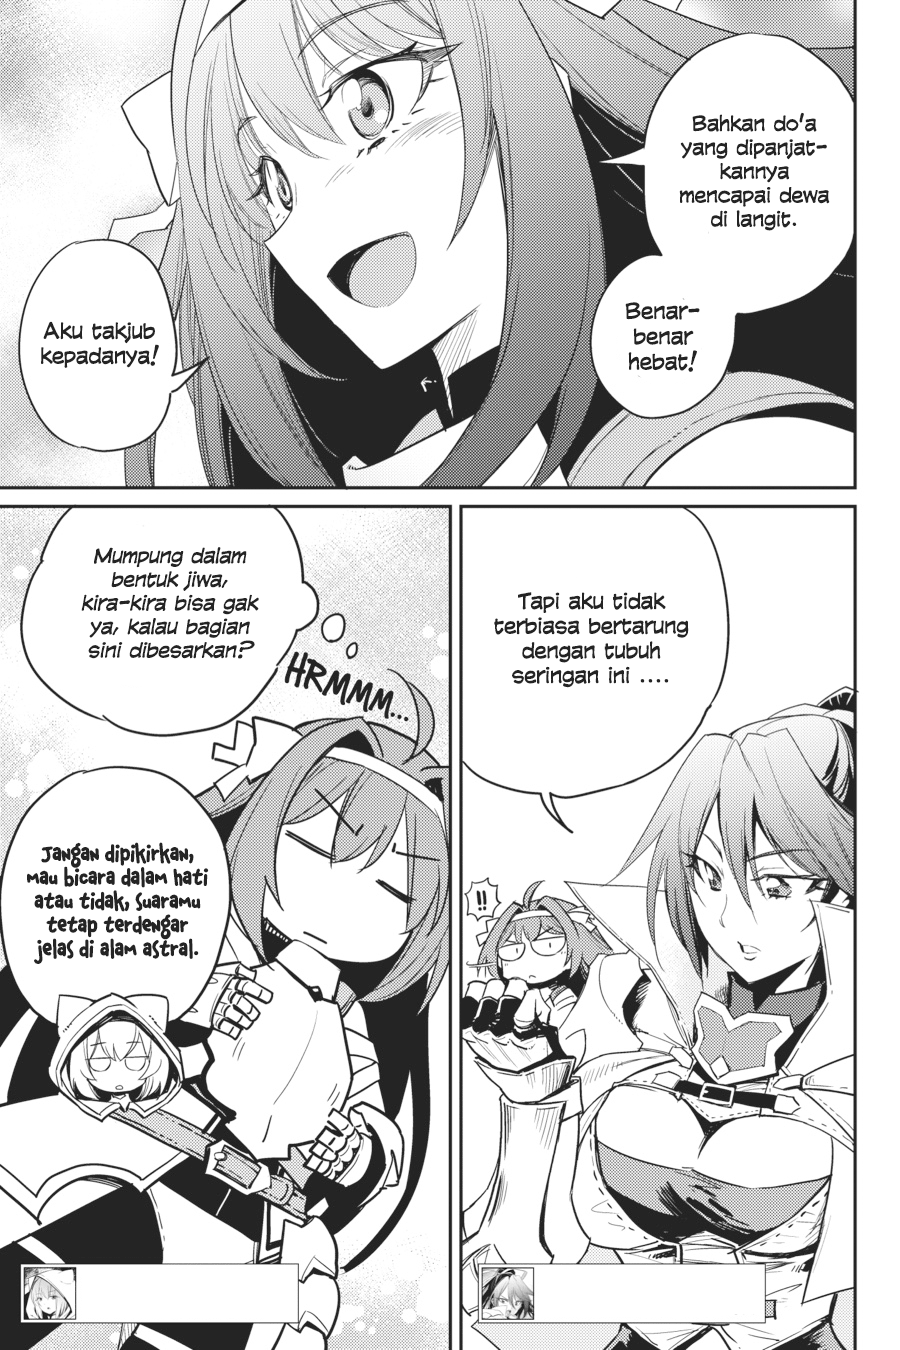 Bahkan do'a
yang dipanjat-
kannya
mencapai dewa
di langit.
Benar-
benar
hebat!
Aku takjub
kepadanya!
Tapi aku tidak
terbiasa bertarung
dengan tubuh
seringan ini ....
!!
Mumpung dalam
bentuk jiwa,
kira-kira bisa gak
ya, kalau bagian
sini dibesarkan?
HRMMM...
Jangan dipikirkan,
mau bicara dalam hati
atau tidak, suaramu
tetap terdengar
jelas di alam astral.